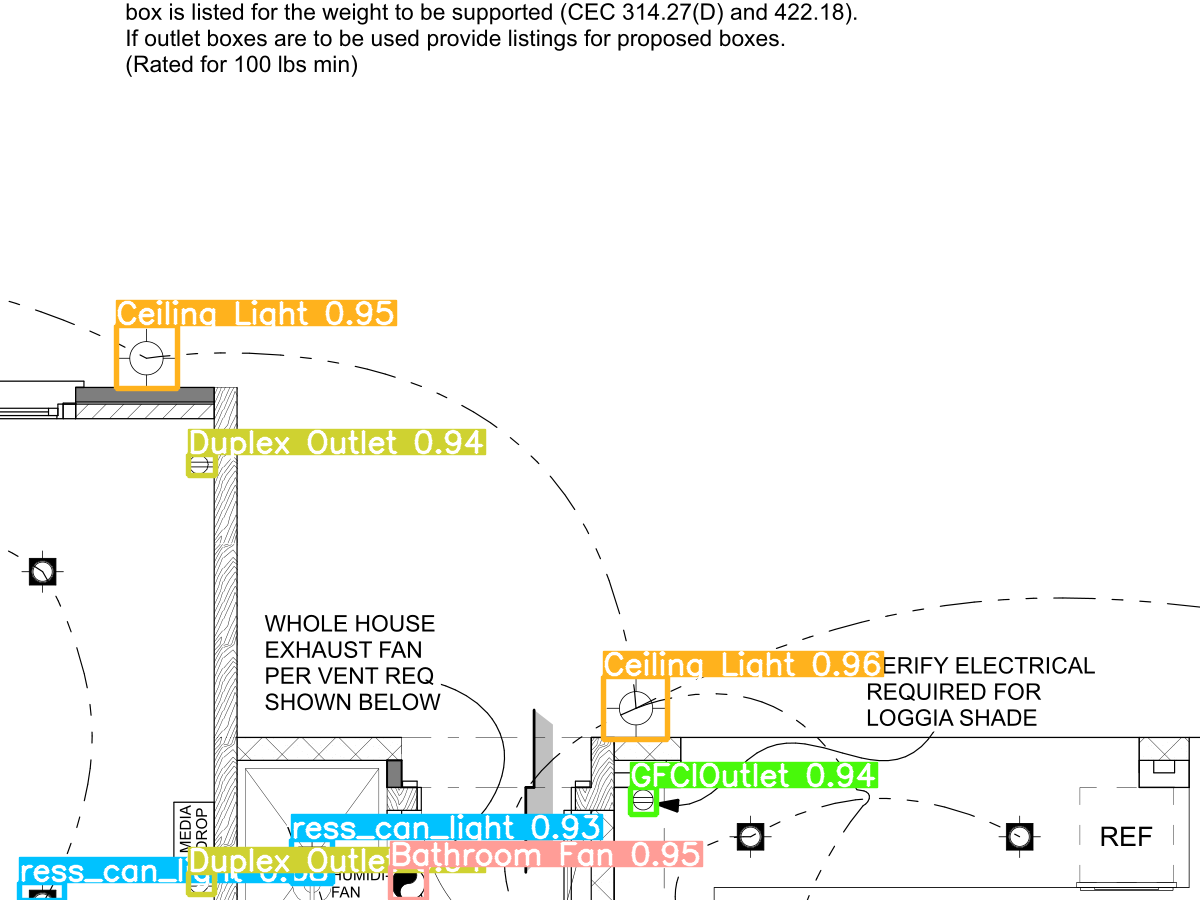 box is listed for the weight to be supported (CEC 314.27(D) and 422.18).
If outlet boxes are to be used provide listings for proposed boxes.
(Rated for 100 lbs min)
Ceiling Light 0.95
Duplex Outlet 0.94
WHOLE HOUSE
EXHAUST FAN
PER VENT REQ
SHOWN BELOW
Ceiling Light 0.96
ERIFY ELECTRICAL
REQUIRED FOR
LOGGIA SHADE
GFCIOutlet 0.94
MEDIA
DROP
ress_can_light 0.93
REF
Bathroom Fan 0.95
Duplex Outlet
ress_can_li
HUMIDI
FAN